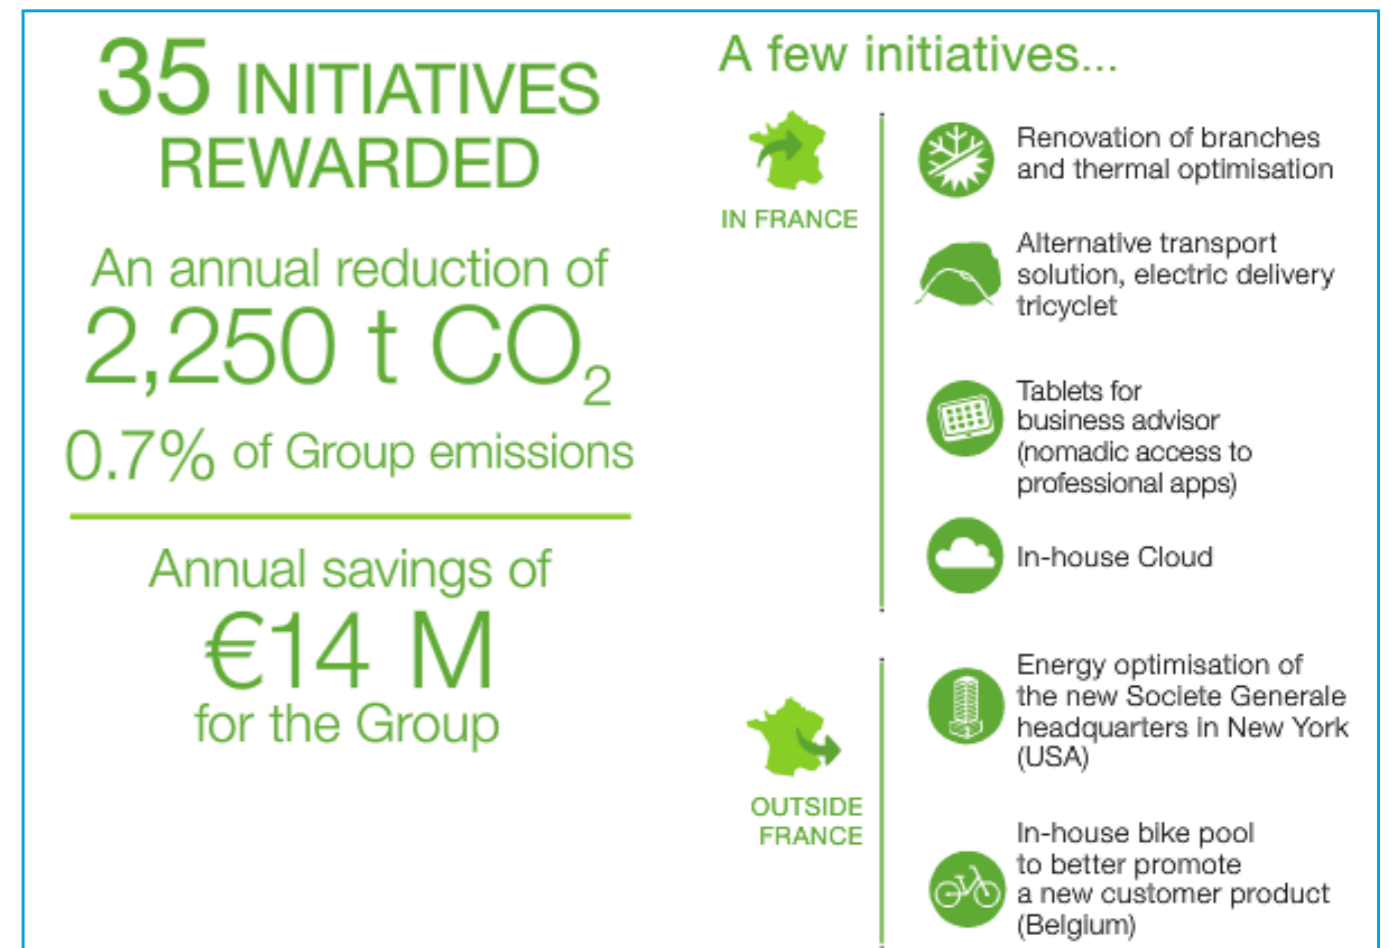 35 INITIATIVES
REWARDED
An annual reduction of
2,250 t CO₂
0.7% of Group emissions
Annual savings of
€14 M
for the Group
A few initiatives...
IN FRANCE
Renovation of branches
and thermal optimisation
Alternative transport
solution, electric delivery
tricyclet
Tablets for
business advisor
(nomadic access to
professional apps)
In-house Cloud
OUTSIDE
FRANCE
Energy optimisation of
the new Societe Generale
headquarters in New York
(USA)
In-house bike pool
to better promote
a new customer product
(Belgium)